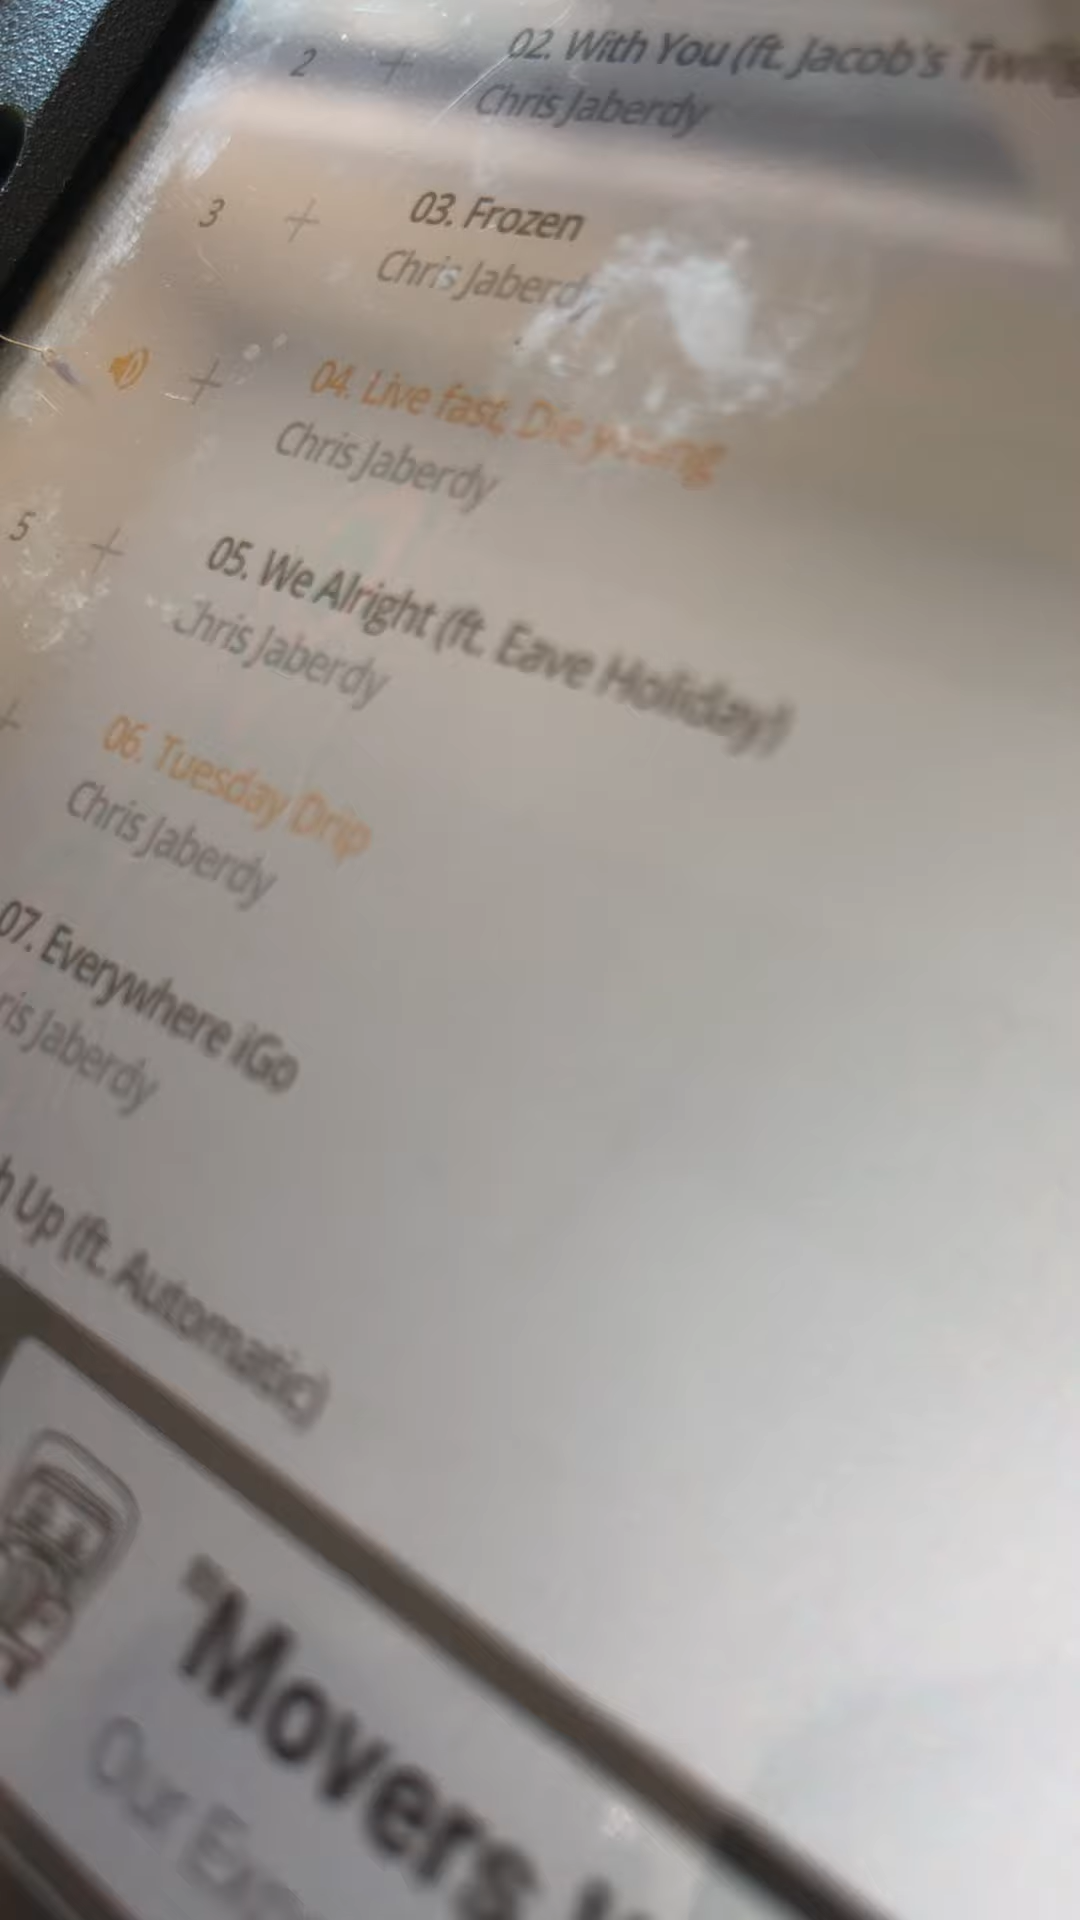 02. With You (ft. Jacob's
2 +
Chris Jaberdy
03. Frozen
3 +
Chris Jaberdy
04. Live fast, Die
+
Chris Jaberdy
05. We Alright (ft. Eave Holiday)
5 +
Chris Jaberdy
06. Tuesday Drip
+
Chris Jaberdy
07. Everywhere iGo
ris Jaberdy
h Up (ft. Automatic)
"Movers
Our